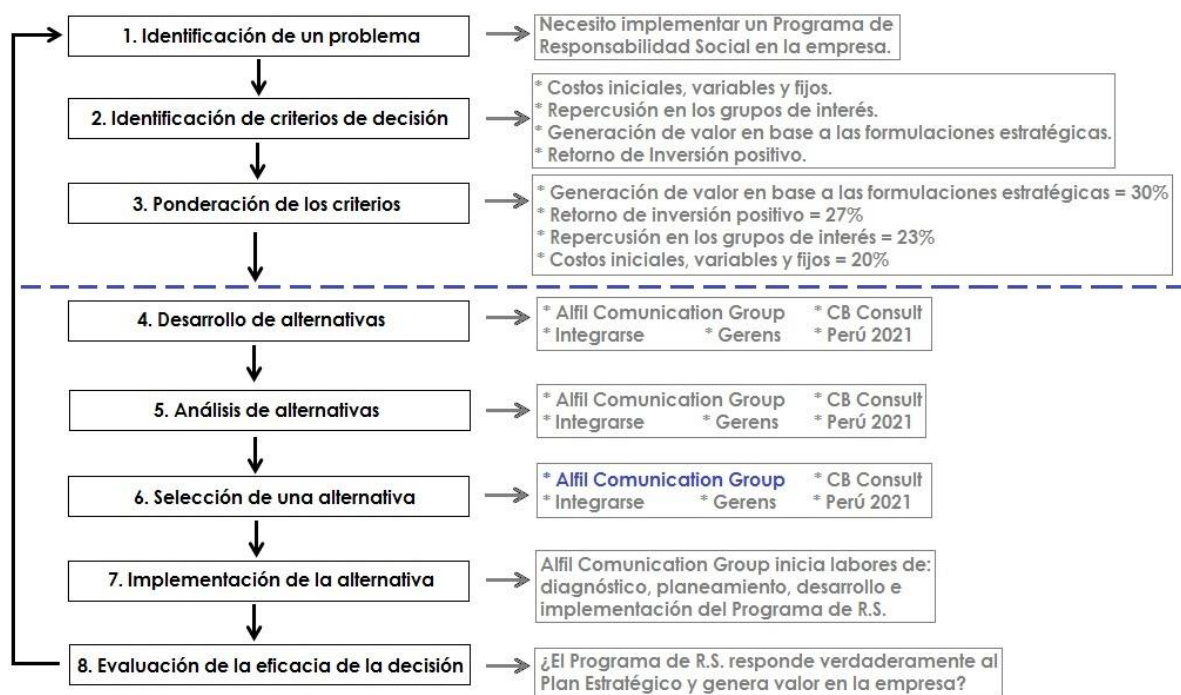 1. Identificación de un problema
Necesito implementar un Programa de
Responsabilidad Social en la empresa.
2. Identificación de criterios de decisión
* Costos iniciales, variables y fijos.
* Repercusión en los grupos de interés.
* Generación de valor en base a las formulaciones estratégicas.
* Retorno de Inversión positivo.
3. Ponderación de los criterios
* Generación de valor en base a las formulaciones estratégicas = 30%
* Retorno de inversión positivo = 27%
* Repercusión en los grupos de interés = 23%
* Costos iniciales, variables y fijos = 20%
4. Desarrollo de alternativas
* Alfil Comunication Group * CB Consult
* Integrarse * Gerens * Perú 2021
5. Análisis de alternativas
* Alfil Comunication Group * CB Consult
* Integrarse * Gerens * Perú 2021
6. Selección de una alternativa
* Alfil Comunication Group * CB Consult
* Integrarse * Gerens * Perú 2021
7. Implementación de la alternativa
Alfil Comunication Group inicia labores de:
diagnóstico, planeamiento, desarrollo e
implementación del Programa de R.S.
8. Evaluación de la eficacia de la decisión
¿El Programa de R.S. responde verdaderamente al
Plan Estratégico y genera valor en la empresa?